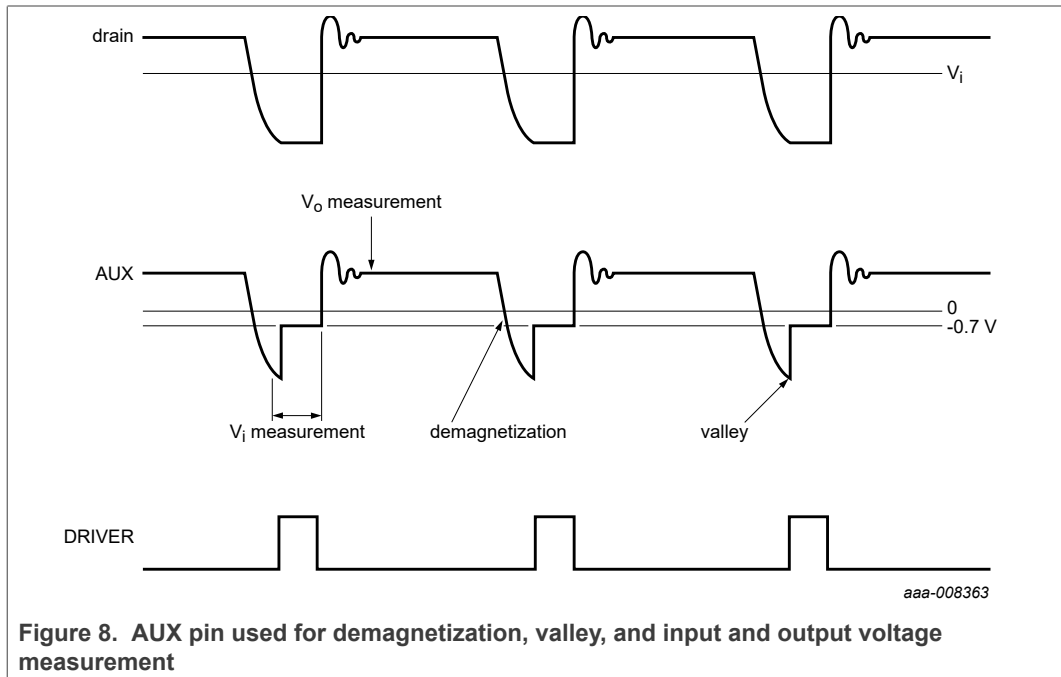 drain
Vi
Vo measurement
AUX
0
-0.7 V
Vi measurement
demagnetization
valley
DRIVER
aaa-008363
Figure 8. AUX pin used for demagnetization, valley, and input and output voltage
measurement